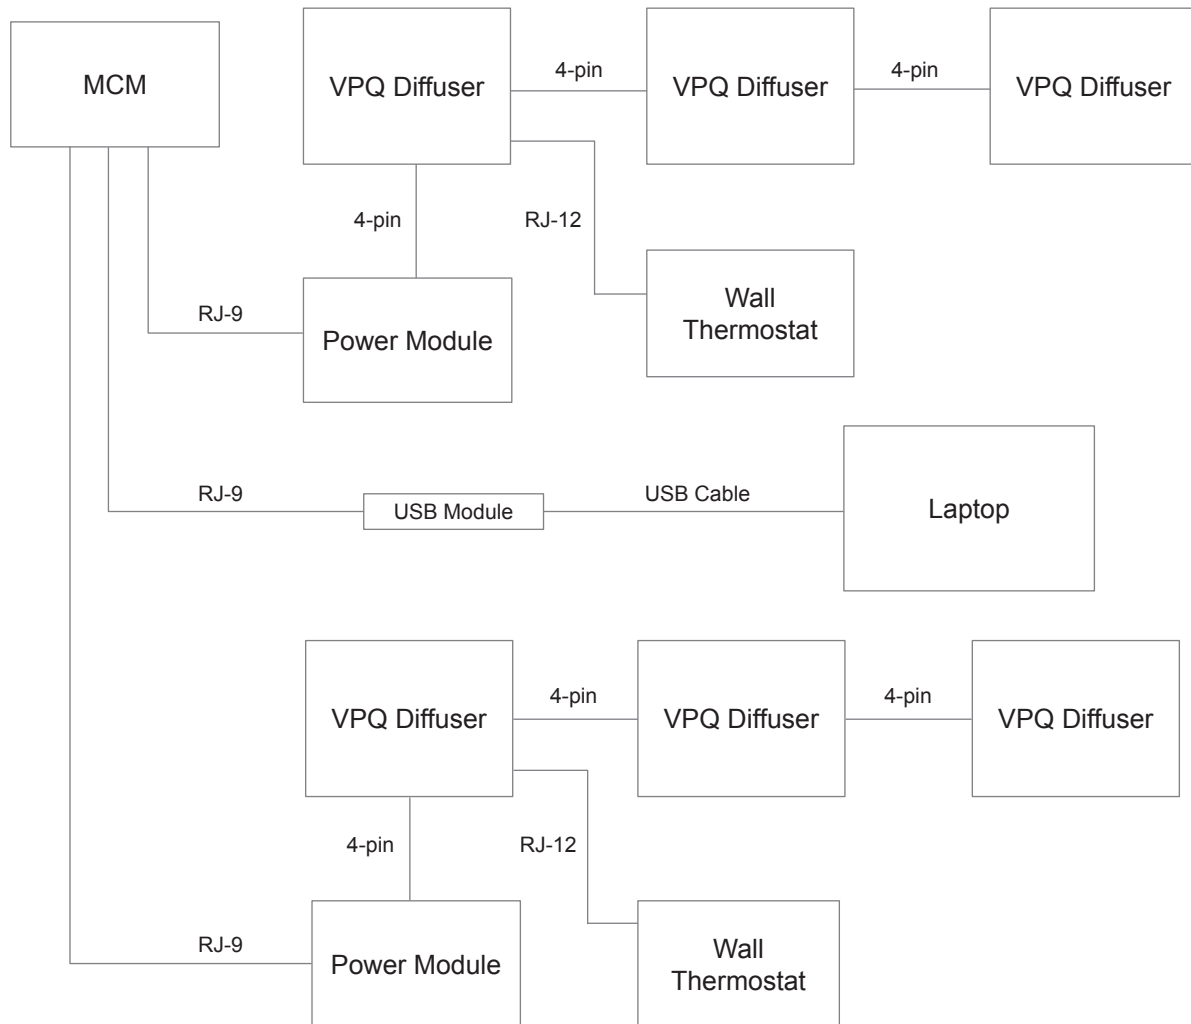 MCM
VPQ Diffuser
4-pin
VPQ Diffuser
4-pin
VPQ Diffuser
4-pin
RJ-12
RJ-9
Power Module
Wall
Thermostat
RJ-9
USB Module
USB Cable
Laptop
VPQ Diffuser
4-pin
VPQ Diffuser
4-pin
VPQ Diffuser
4-pin
RJ-12
RJ-9
Power Module
Wall
Thermostat